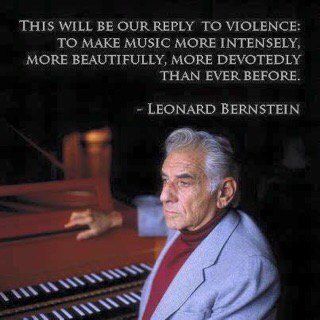 This will be our reply to violence:
to make music more intensely,
more beautifully, more devotedly
than ever before.
- Leonard Bernstein